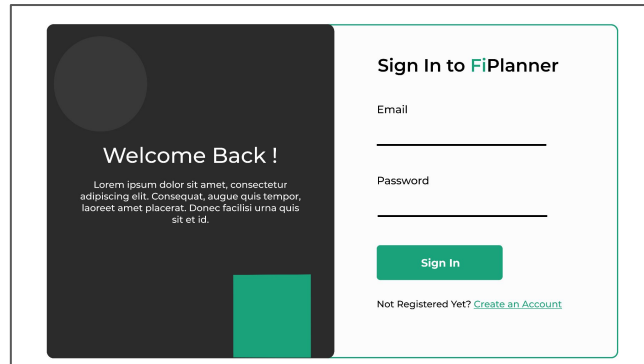 Welcome Back !
Lorem ipsum dolor sit amet, consectetur
adipiscing elit. Consequat, augue quis tempor,
laoreet amet placerat. Donec facilisi urna quis
sit et id.
Sign In to FiPlanner
Email
Password
Sign In
Not Registered Yet? Create an Account